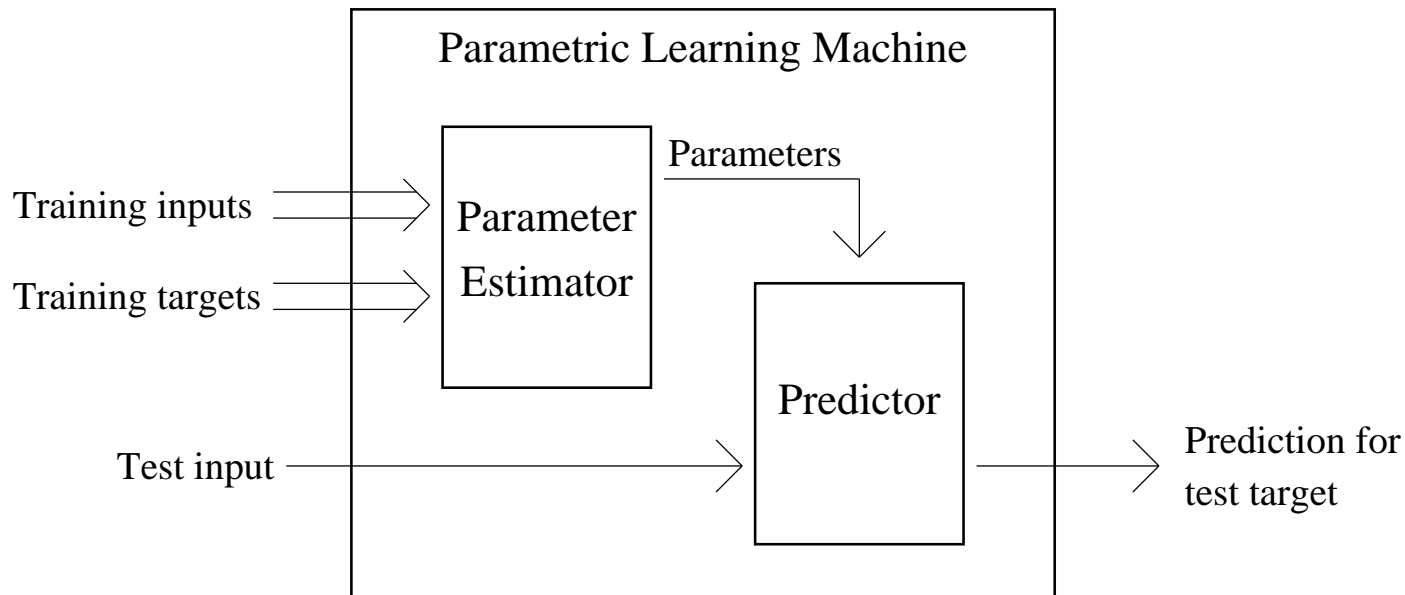 Parametric Learning Machine
Parameters
Training inputs
Parameter
Estimator
Training targets
Predictor
Test input
Prediction for
test target